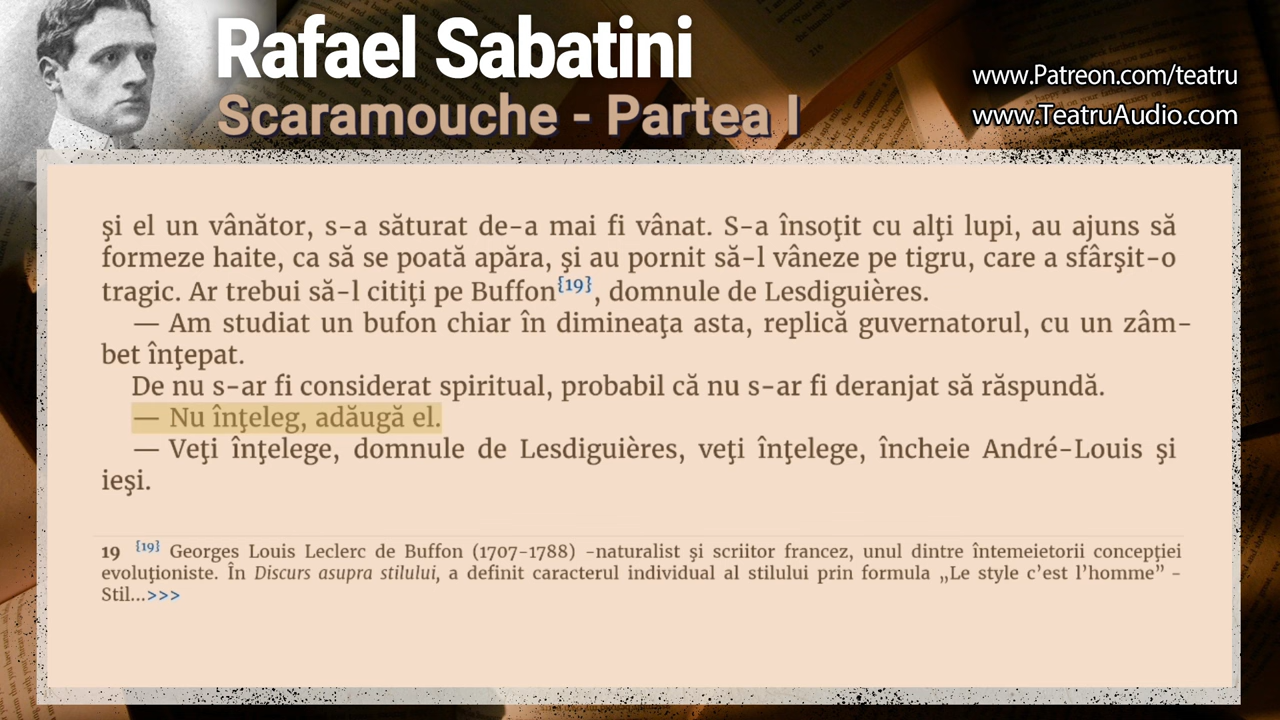 Rafael Sabatini
Scaramouche - Partea I
www.Patreon.com/teatru
www.TeatruAudio.com
şi el un vânător, s-a săturat de-a mai fi vânat. S-a însoţit cu alţi lupi, au ajuns să
formeze haite, ca să se poată apăra, şi au pornit să-l vâneze pe tigru, care a sfârşit-o
tragic. Ar trebui să-l citiţi pe Buffon{19}, domnule de Lesdiguières.
— Am studiat un bufon chiar în dimineaţa asta, replică guvernatorul, cu un zâm-
bet înţepat.
De nu s-ar fi considerat spiritual, probabil că nu s-ar fi deranjat să răspundă.
— Nu înţeleg, adăugă el.
— Veţi înţelege, domnule de Lesdiguières, veţi înţelege, încheie André-Louis şi
ieşi.
19 {19} Georges Louis Leclerc de Buffon (1707-1788) -naturalist şi scriitor francez, unul dintre întemeietorii concepţiei
evoluţioniste. În Discurs asupra stilului, a definit caracterul individual al stilului prin formula „Le style c’est l’homme” -
Stil...>>>